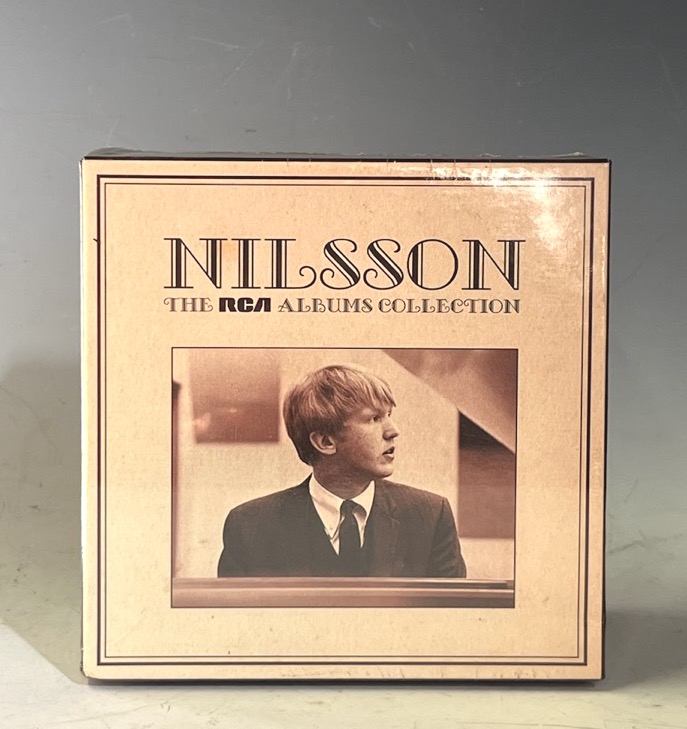 NILSSON
THE RCA ALBUMS COLLECTION